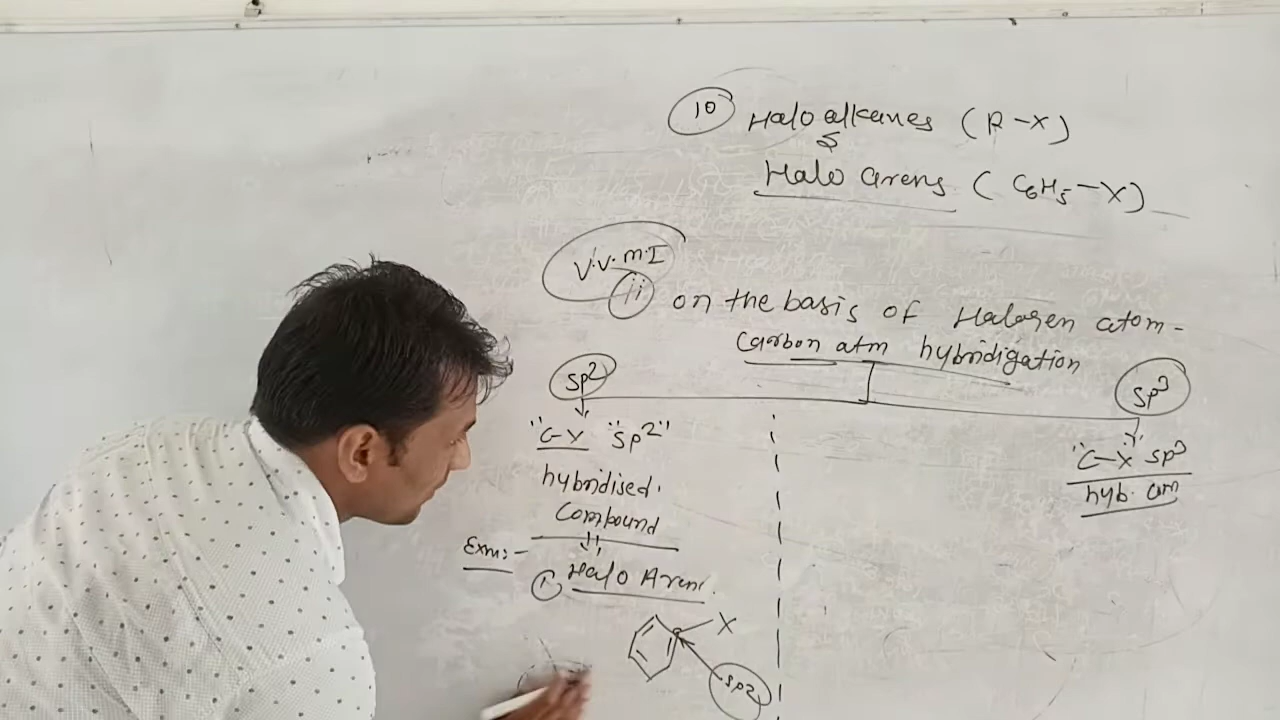 10 Halo alkanes (R-X)
&
Halo arens (C6H5-X)
V.V.M.I
ii on the basis of Halogen atom-
Carbon atm hybridigation
sp2
sp3
"C-X" "sp2"
hybridised.
Compound
"C-X" sp3
hyb. com
Exm:-
1 Halo Areni.
X
sp2